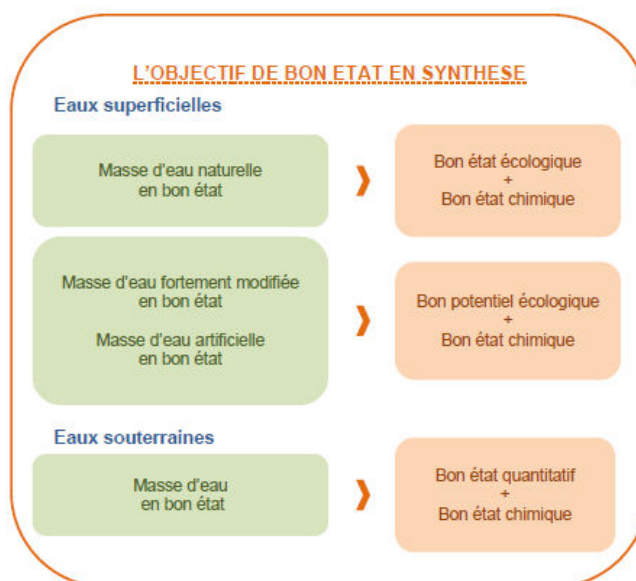 L'OBJECTIF DE BON ETAT EN SYNTHESE
Eaux superficielles
Masse d'eau naturelle
en bon état
❱
Bon état écologique
+
Bon état chimique
Masse d'eau fortement modifiée
en bon état
Masse d'eau artificielle
en bon état
❱
Bon potentiel écologique
+
Bon état chimique
Eaux souterraines
Masse d'eau
en bon état
❱
Bon état quantitatif
+
Bon état chimique